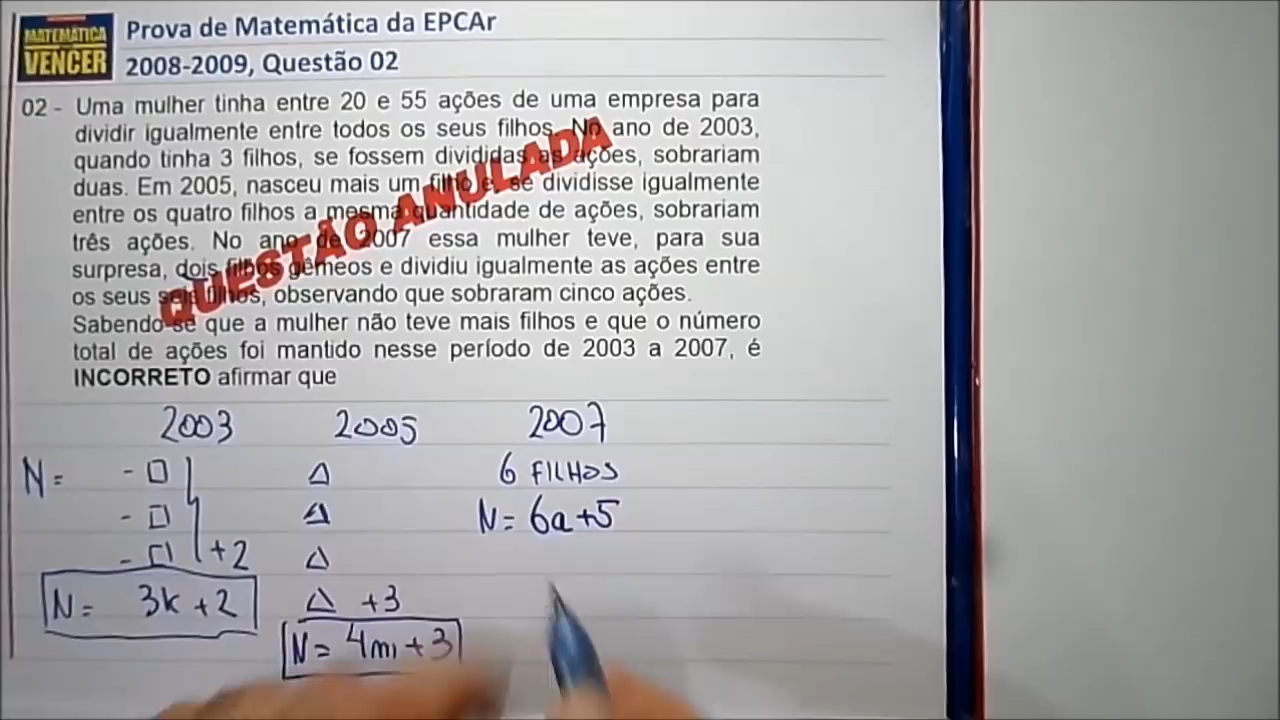 MATEMÁTICA
VENCER
Prova de Matemática da EPCAr
2008-2009, Questão 02
02 - Uma mulher tinha entre 20 e 55 ações de uma empresa para
dividir igualmente entre todos os seus filhos. No ano de 2003,
quando tinha 3 filhos, se fossem divididas as ações, sobrariam
duas. Em 2005, nasceu mais um filho e, se dividisse igualmente
entre os quatro filhos a mesma quantidade de ações, sobrariam
três ações. No ano de 2007 essa mulher teve, para sua
surpresa, dois filhos gêmeos e dividiu igualmente as ações entre
os seus seis filhos, observando que sobraram cinco ações.
Sabendo-se que a mulher não teve mais filhos e que o número
total de ações foi mantido nesse período de 2003 a 2007, é
INCORRETO afirmar que
QUESTÃO ANULADA
2003 2005 2007
N = 6 FILHOS
N = 6a+5
+2
N = 3k+2
+3
N = 4m+3